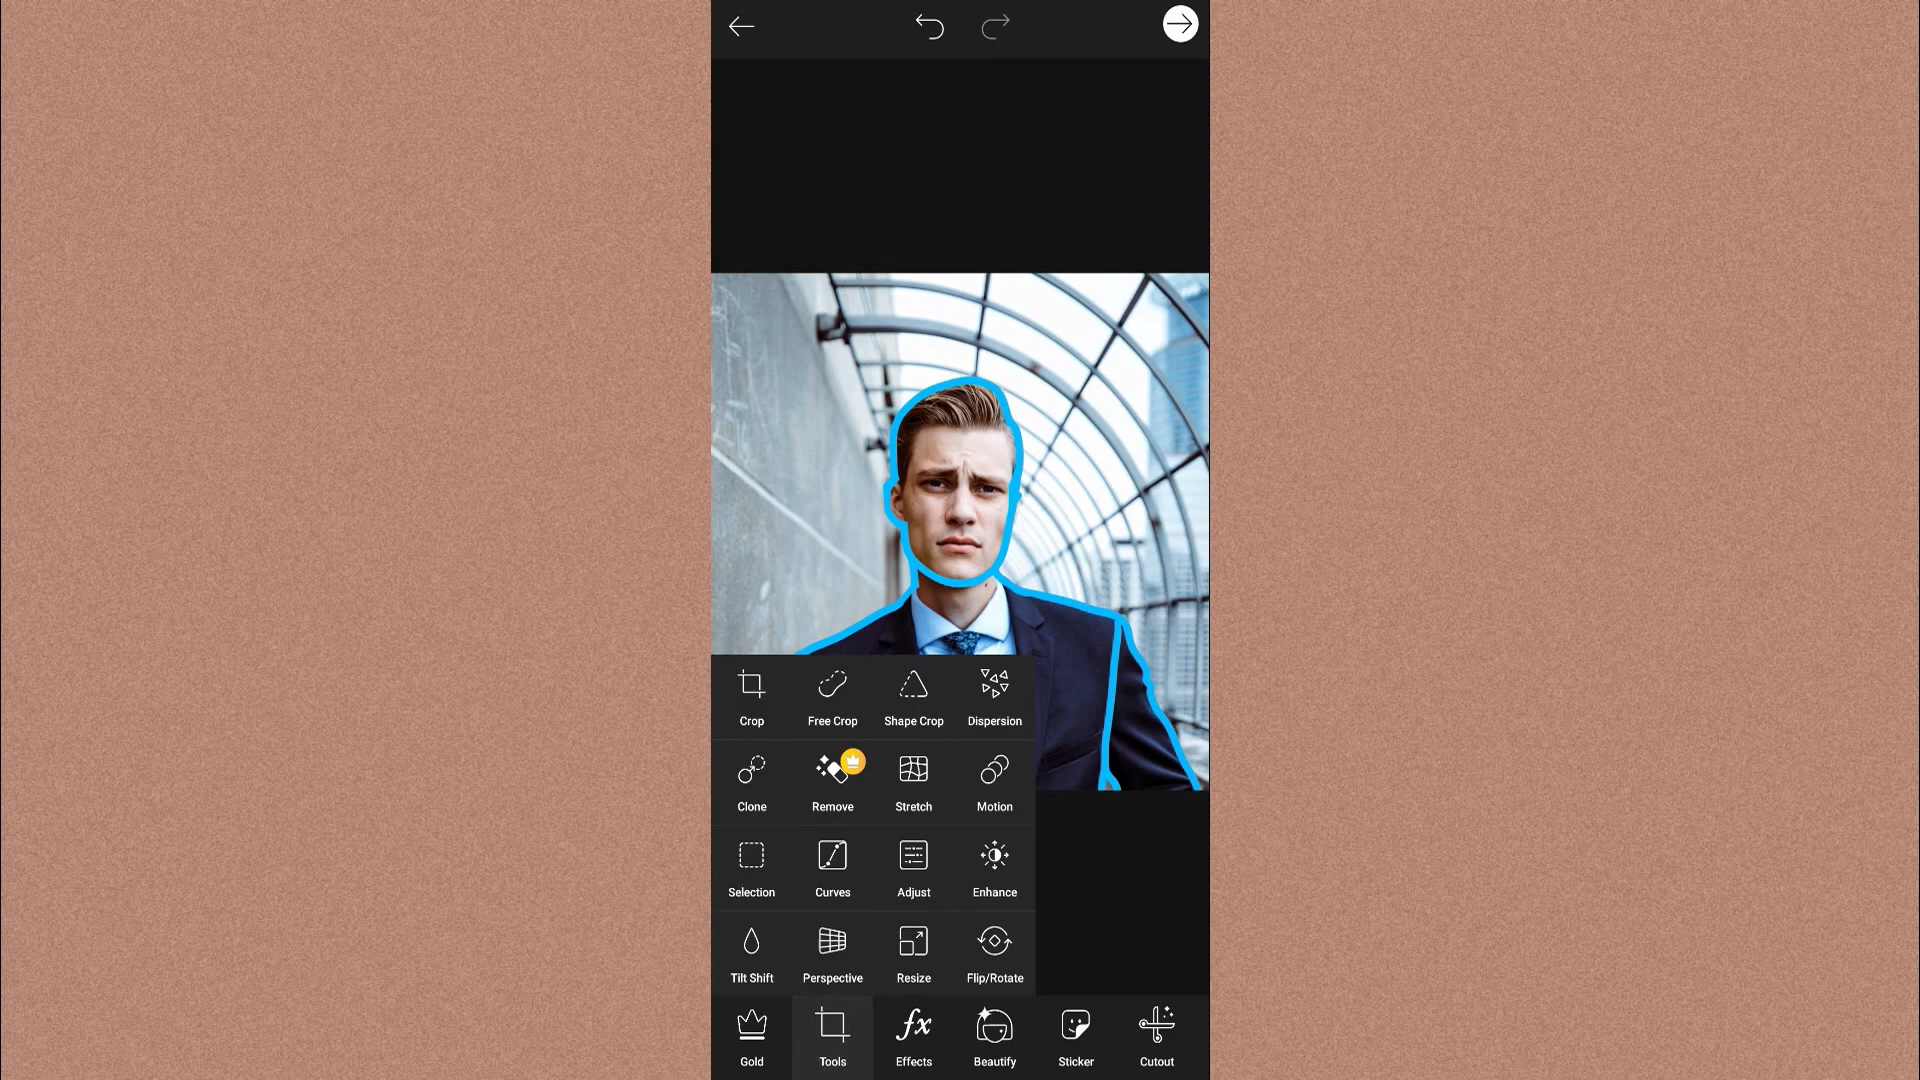 Crop Free Crop Shape Crop Dispersion
Clone Remove Stretch Motion
Selection Curves Adjust Enhance
Tilt Shift Perspective Resize Flip/Rotate
Gold Tools fx Effects Beautify Sticker Cutout